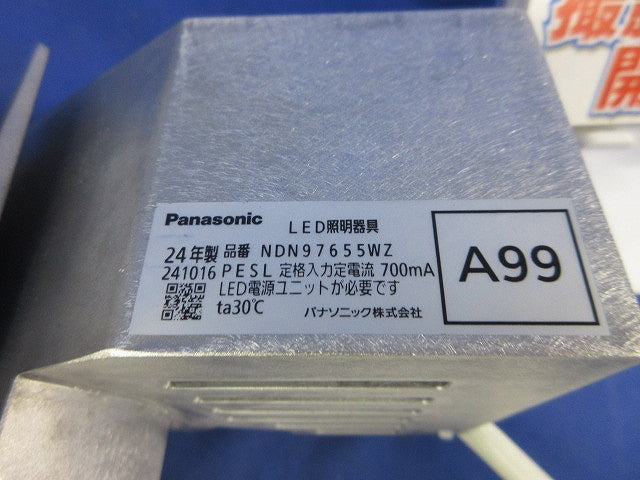 Panasonic
LED照明器具
24年製 品番 NDN97655WZ
241016 PESL 定格入力定電流 700mA
LED電源ユニットが必要です
ta30℃
パナソニック株式会社
A99
開